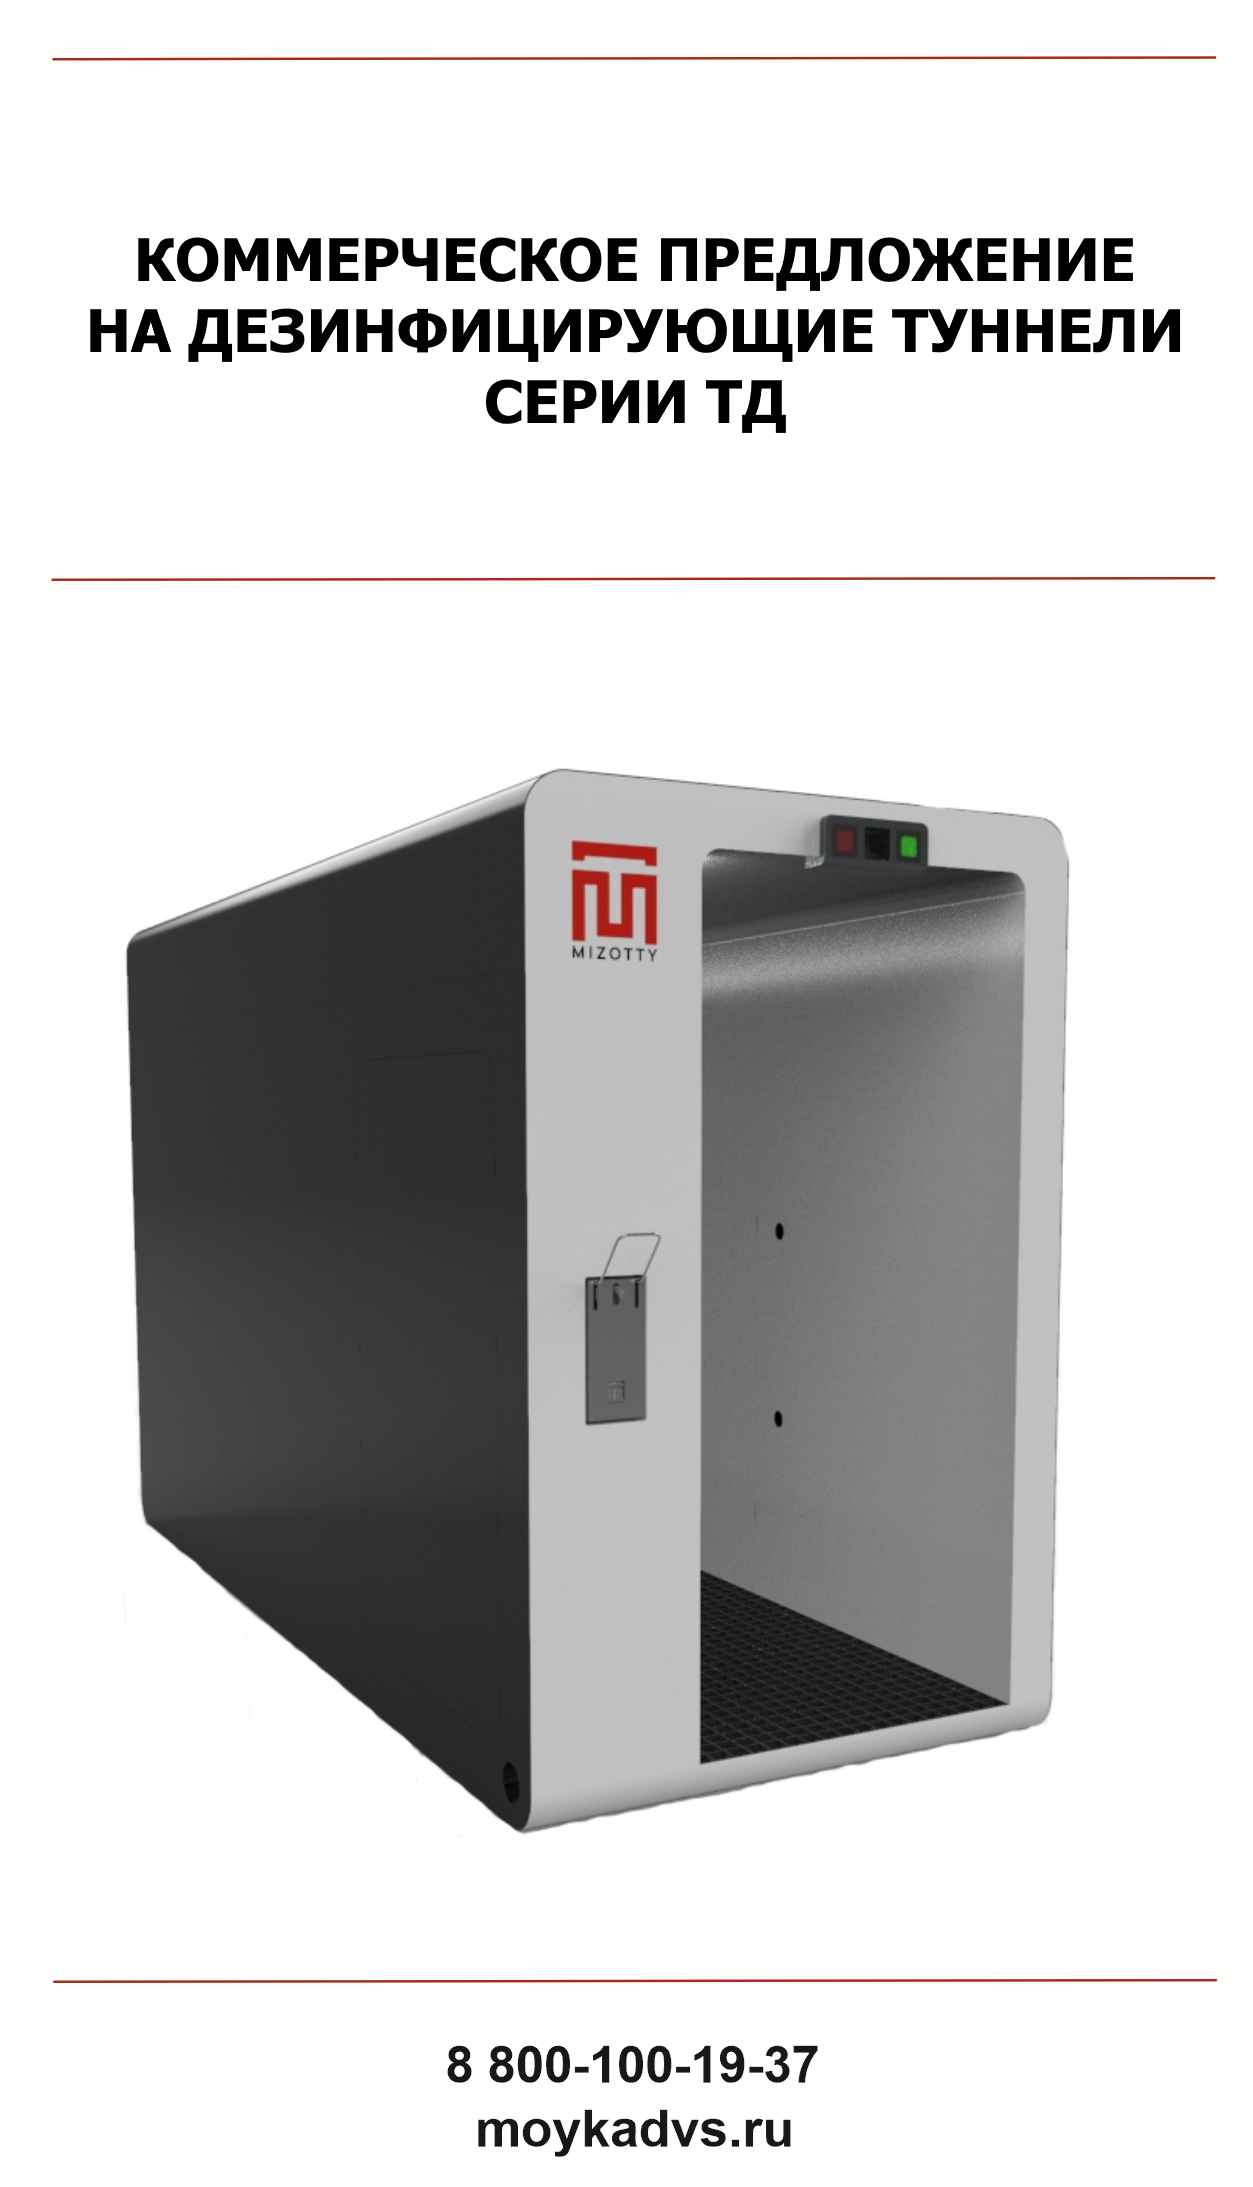 КОММЕРЧЕСКОЕ ПРЕДЛОЖЕНИЕ
НА ДЕЗИНФИЦИРУЮЩИЕ ТУННЕЛИ
СЕРИИ ТД
MIZOTTY
8 800-100-19-37
moykadvs.ru